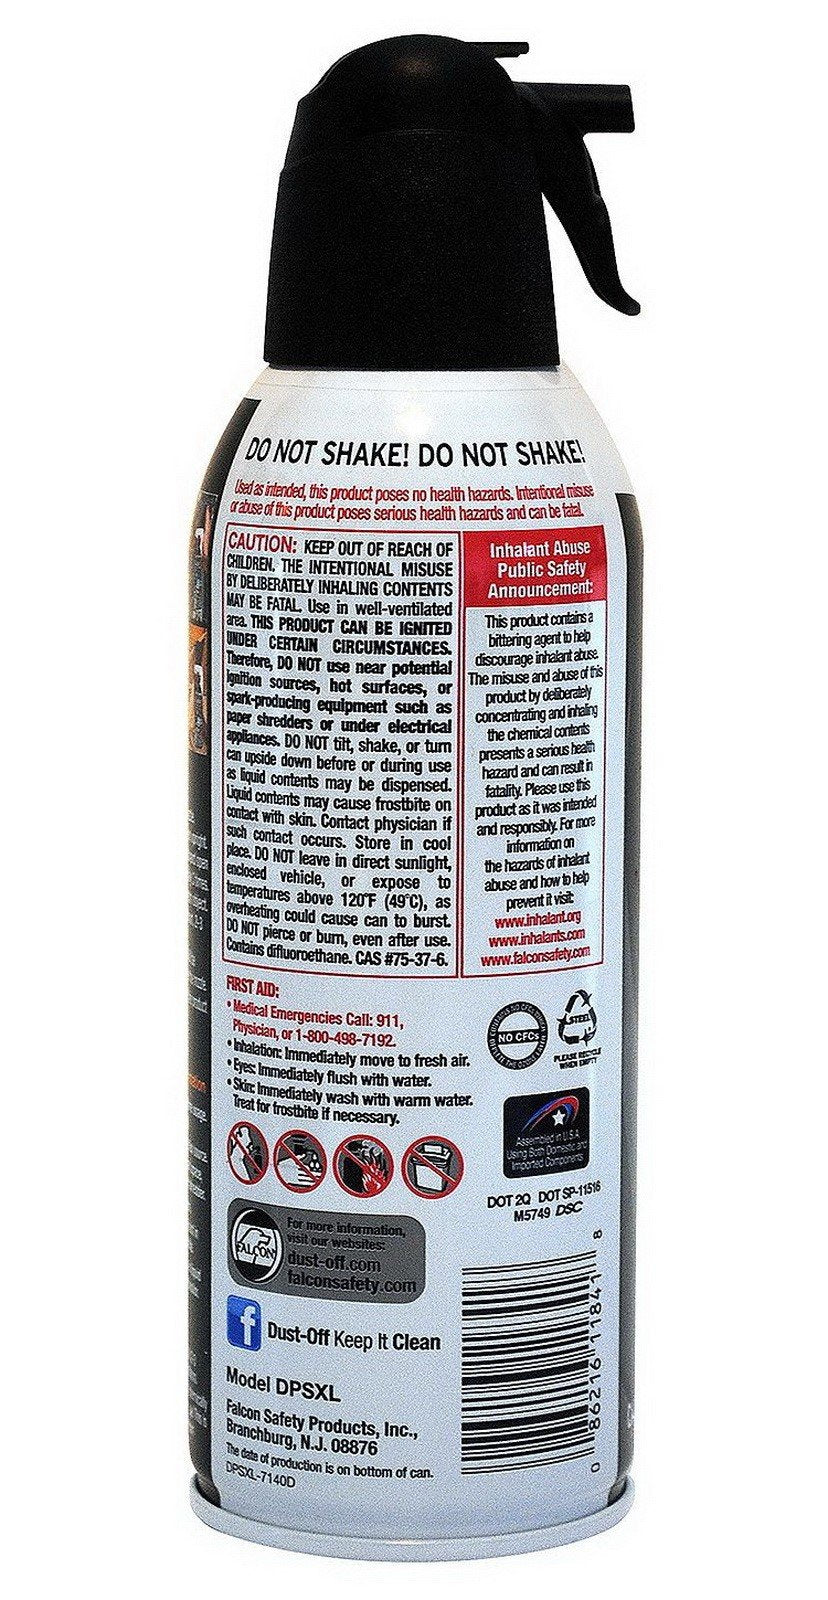 DO NOT SHAKE! DO NOT SHAKE!
Used as intended, this product poses no health hazards. Intentional misuse
or abuse of this product poses serious health hazards and can be fatal.
CAUTION: KEEP OUT OF REACH OF
CHILDREN. THE INTENTIONAL MISUSE
BY DELIBERATELY INHALING CONTENTS
MAY BE FATAL. Use in well-ventilated
area. THIS PRODUCT CAN BE IGNITED
UNDER CERTAIN CIRCUMSTANCES.
Therefore, DO NOT use near potential
ignition sources, hot surfaces, or
spark-producing equipment such as
paper shredders or under electrical
appliances. DO NOT tilt, shake, or turn
can upside down before or during use
as liquid contents may be dispensed.
Liquid contents may cause frostbite on
contact with skin. Contact physician if
such contact occurs. Store in cool
place. DO NOT leave in direct sunlight,
enclosed vehicle, or expose to
temperatures above 120°F (49°C), as
overheating could cause can to burst.
DO NOT pierce or burn, even after use.
Contains difluoroethane. CAS #75-37-6.
Inhalant Abuse
Public Safety
Announcement:
This product contains a
bittering agent to help
discourage inhalant abuse.
The misuse and abuse of this
product by deliberately
concentrating and inhaling
the chemical contents
presents a serious health
hazard and can result in
fatality. Please use this
product as it was intended
and responsibly. For more
information on
the hazards of inhalant
abuse and how to help
prevent it visit:
www.inhalant.org
www.inhalants.com
www.falconsafety.com
FIRST AID:
• Medical Emergencies Call: 911,
Physician, or 1-800-498-7192.
• Inhalation: Immediately move to fresh air.
• Eyes: Immediately flush with water.
• Skin: Immediately wash with warm water.
Treat for frostbite if necessary.
NO CFCs
STEEL
PLEASE RECYCLE
WHEN EMPTY
Assembled in U.S.A.
Using Both Domestic and
Imported Components
DOT 2Q DOT SP-11516
M5749 DSC
FALCON
For more information,
visit our websites:
dust-off.com
falconsafety.com
f
Dust-Off Keep It Clean
Model DPSXL
Falcon Safety Products, Inc.,
Branchburg, N.J. 08876
The date of production is on bottom of can.
DPSXL-7140D
0 86216 11841 8